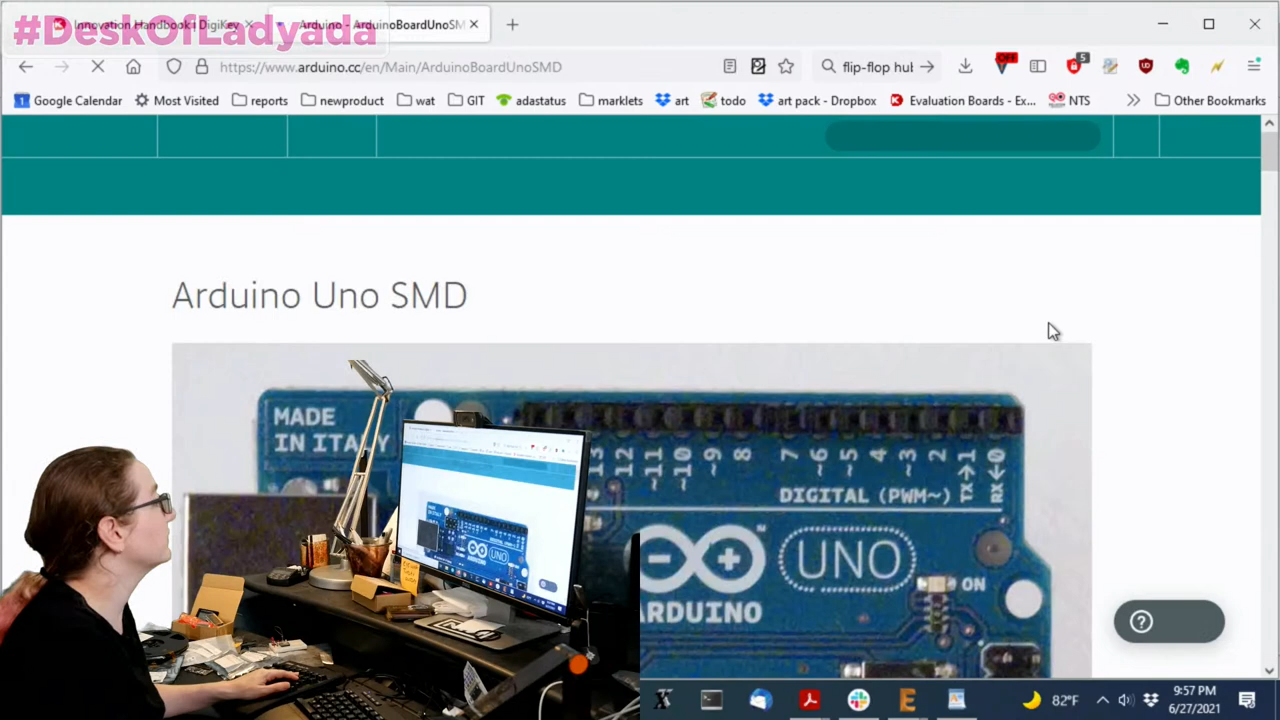 #DeskOfLadyada
Innovation Handbook | DigiKey
Arduino - ArduinoBoardUnoSM
https://www.arduino.cc/en/Main/ArduinoBoardUnoSMD
flip-flop hul
OFF
5
Google Calendar
Most Visited
reports
newproduct
wat
GIT
adastatus
marklets
art
todo
art pack - Dropbox
Evaluation Boards - Ex...
NTS
Other Bookmarks
Arduino Uno SMD
MADE
IN ITALY
13
12
~11
~10
~9
8
7
~6
~5
4
~3
2
TX→1
RX←0
DIGITAL (PWM~)
UNO
ARDUINO
ON
82°F
9:57 PM
6/27/2021